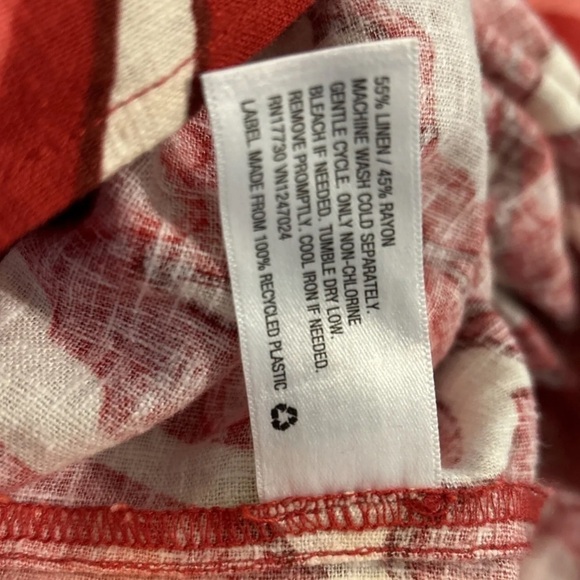 55% LINEN / 45% RAYON
MACHINE WASH COLD SEPARATELY.
GENTLE CYCLE. ONLY NON-CHLORINE
BLEACH IF NEEDED. TUMBLE DRY LOW.
REMOVE PROMPTLY. COOL IRON IF NEEDED.
RN17730 VN1247024
LABEL MADE FROM 100% RECYCLED PLASTIC